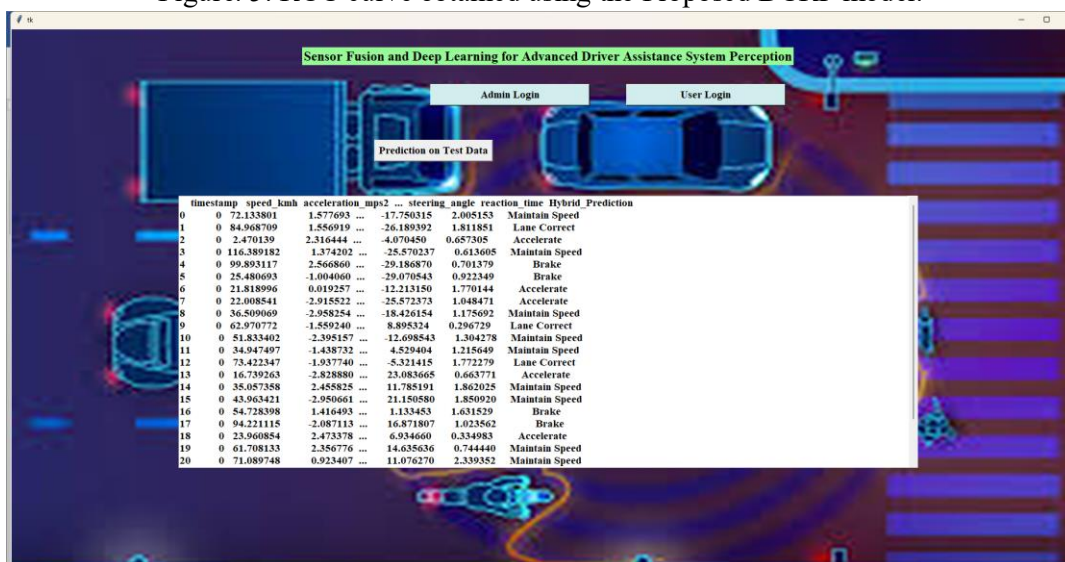 tk
Sensor Fusion and Deep Learning for Advanced Driver Assistance System Perception
Admin Login User Login
Prediction on Test Data
timestamp speed_kmh acceleration_mps2 ... steering_angle reaction_time Hybrid_Prediction
0 0 72.133801 1.577693 ... -17.750315 2.005153 Maintain Speed
1 0 84.968709 1.556919 ... -26.189392 1.811851 Lane Correct
2 0 2.470139 2.316444 ... -4.070450 0.657305 Accelerate
3 0 116.389182 1.374202 ... -25.570237 0.613605 Maintain Speed
4 0 99.893117 2.566860 ... -29.186870 0.701379 Brake
5 0 25.480693 -1.004060 ... -29.070543 0.922349 Brake
6 0 21.818996 0.019257 ... -12.213150 1.770144 Accelerate
7 0 22.008541 -2.915522 ... -25.572373 1.048471 Accelerate
8 0 36.509069 -2.958254 ... -18.426154 1.175692 Maintain Speed
9 0 62.970772 -1.559240 ... 8.895324 0.296729 Lane Correct
10 0 51.833402 -2.395157 ... -12.698543 1.304278 Maintain Speed
11 0 34.947497 -1.438732 ... 4.529404 1.215649 Maintain Speed
12 0 73.422347 -1.937740 ... -5.321415 1.772279 Lane Correct
13 0 16.739263 -2.828880 ... 23.083665 0.663771 Accelerate
14 0 35.057358 2.455825 ... 11.785191 1.862025 Maintain Speed
15 0 43.963421 -2.950661 ... 21.150580 1.850920 Maintain Speed
16 0 54.728398 1.416493 ... 1.133453 1.631529 Brake
17 0 94.221115 -2.087113 ... 16.871807 1.023562 Brake
18 0 23.960854 2.473378 ... 6.934660 0.334983 Accelerate
19 0 61.708133 2.356776 ... 14.635636 0.744440 Maintain Speed
20 0 71.089748 0.923407 ... 11.076270 2.339352 Maintain Speed